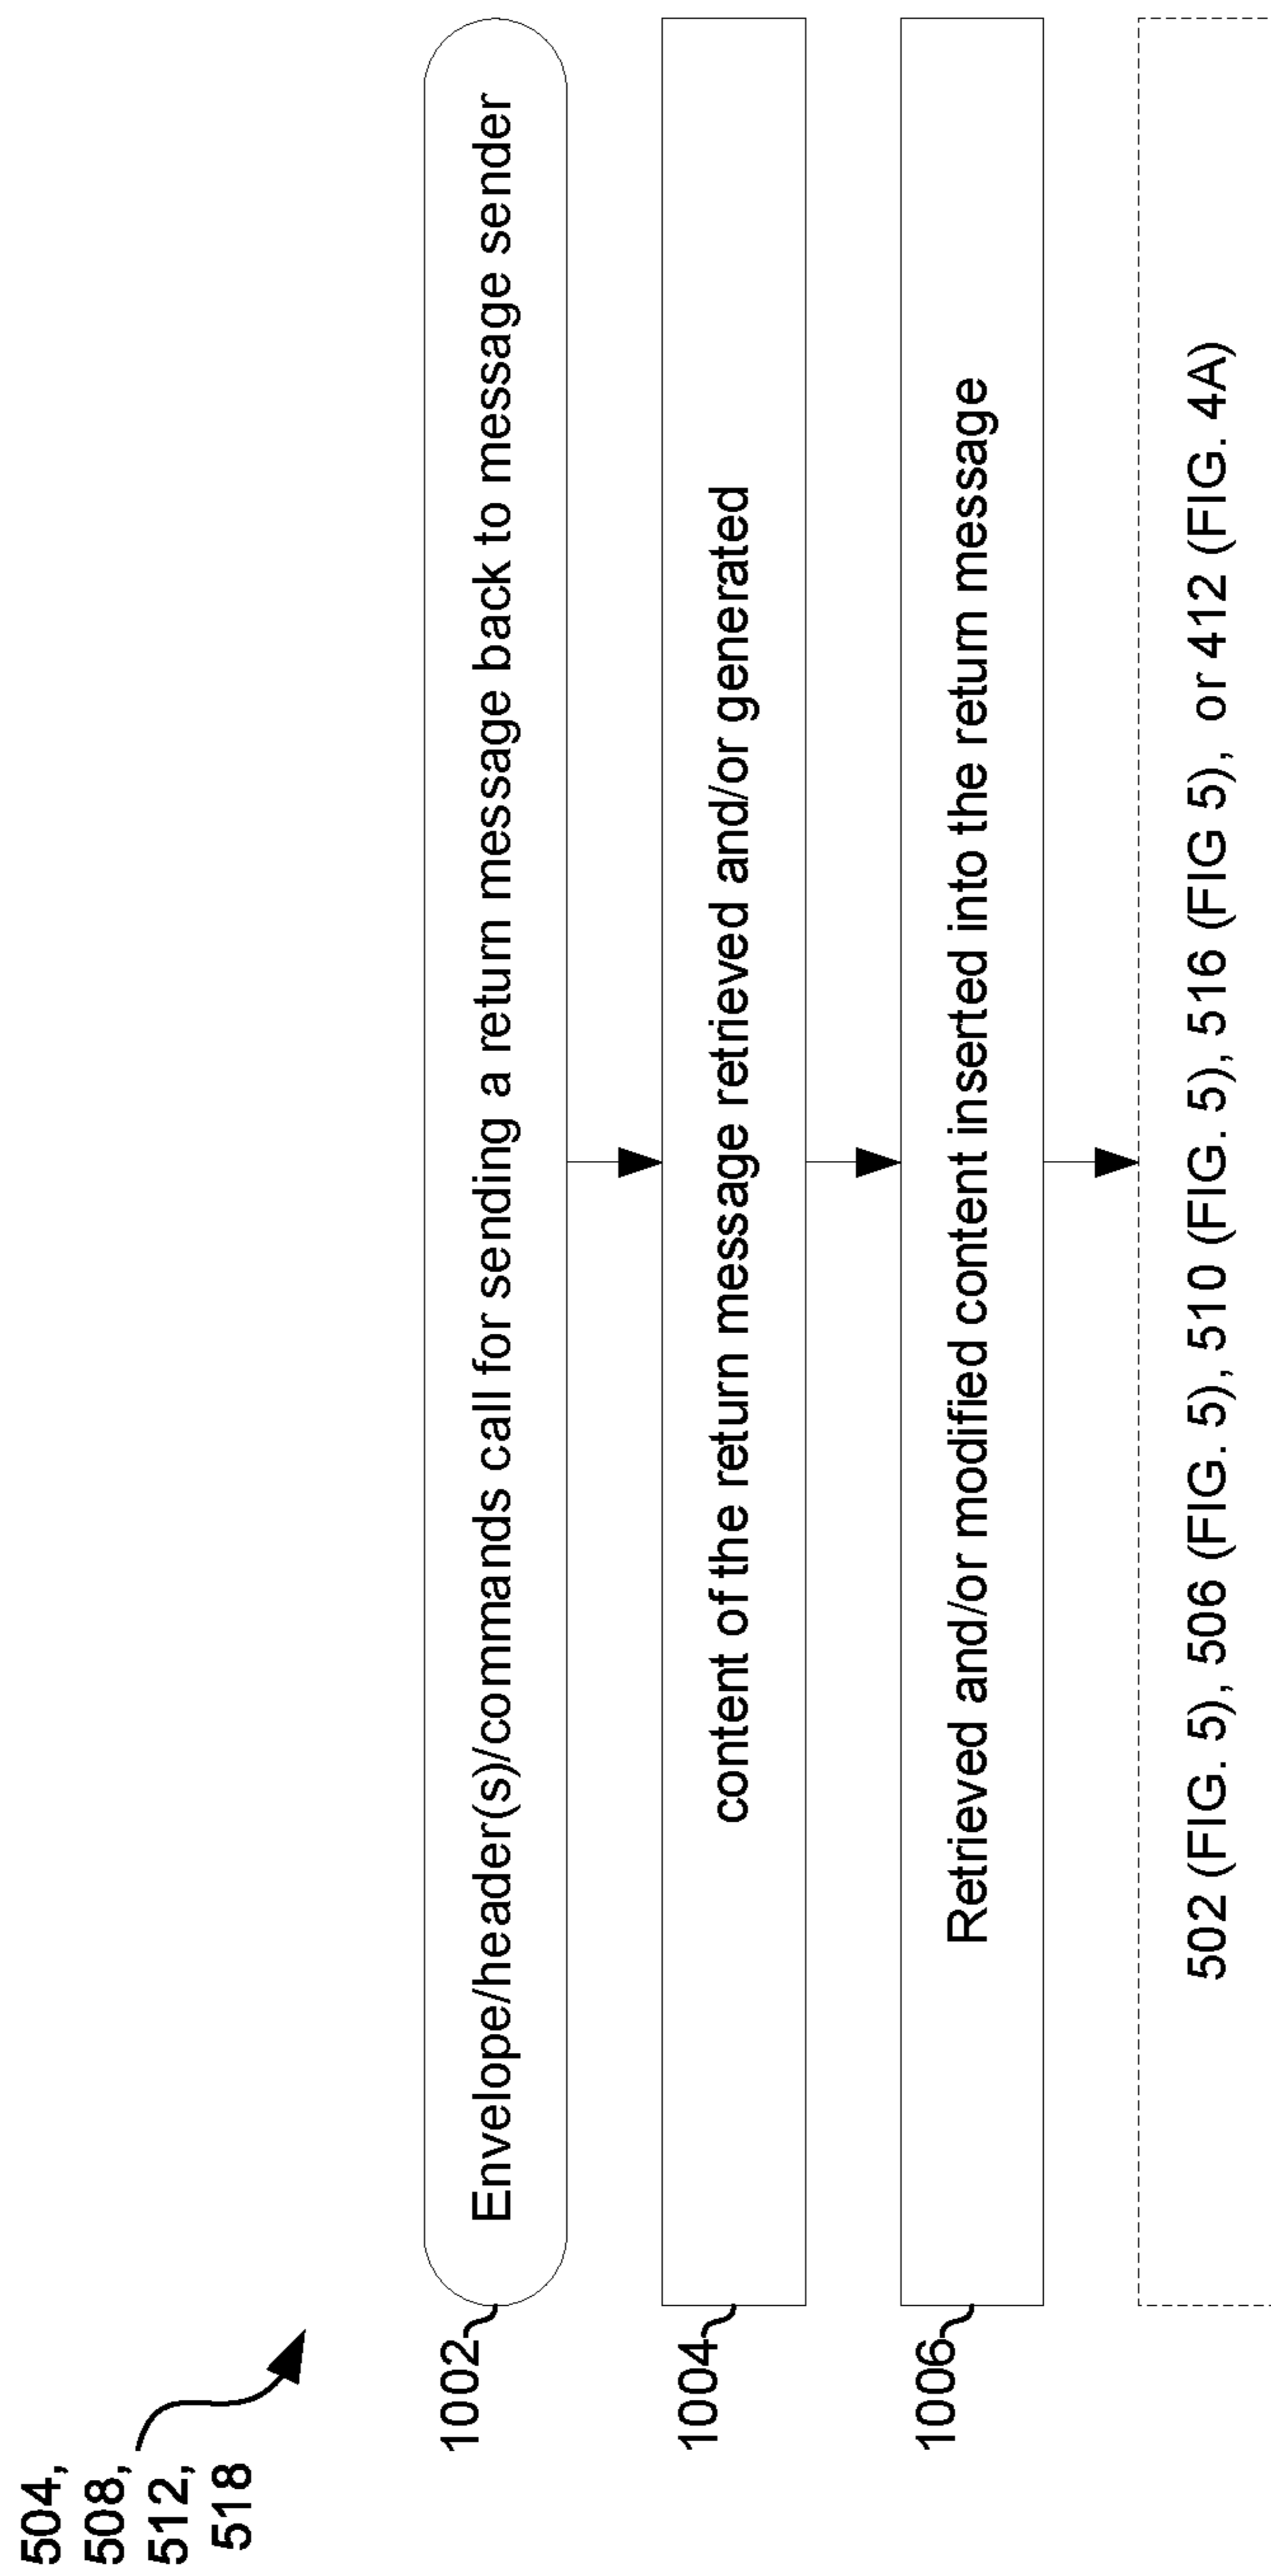 504,
508,
512,
518
1002
Envelope/header(s)/commands call for sending a return message back to message sender
1004
content of the return message retrieved and/or generated
1006
Retrieved and/or modified content inserted into the return message
502 (FIG. 5), 506 (FIG. 5), 510 (FIG. 5), 516 (FIG 5), or 412 (FIG. 4A)